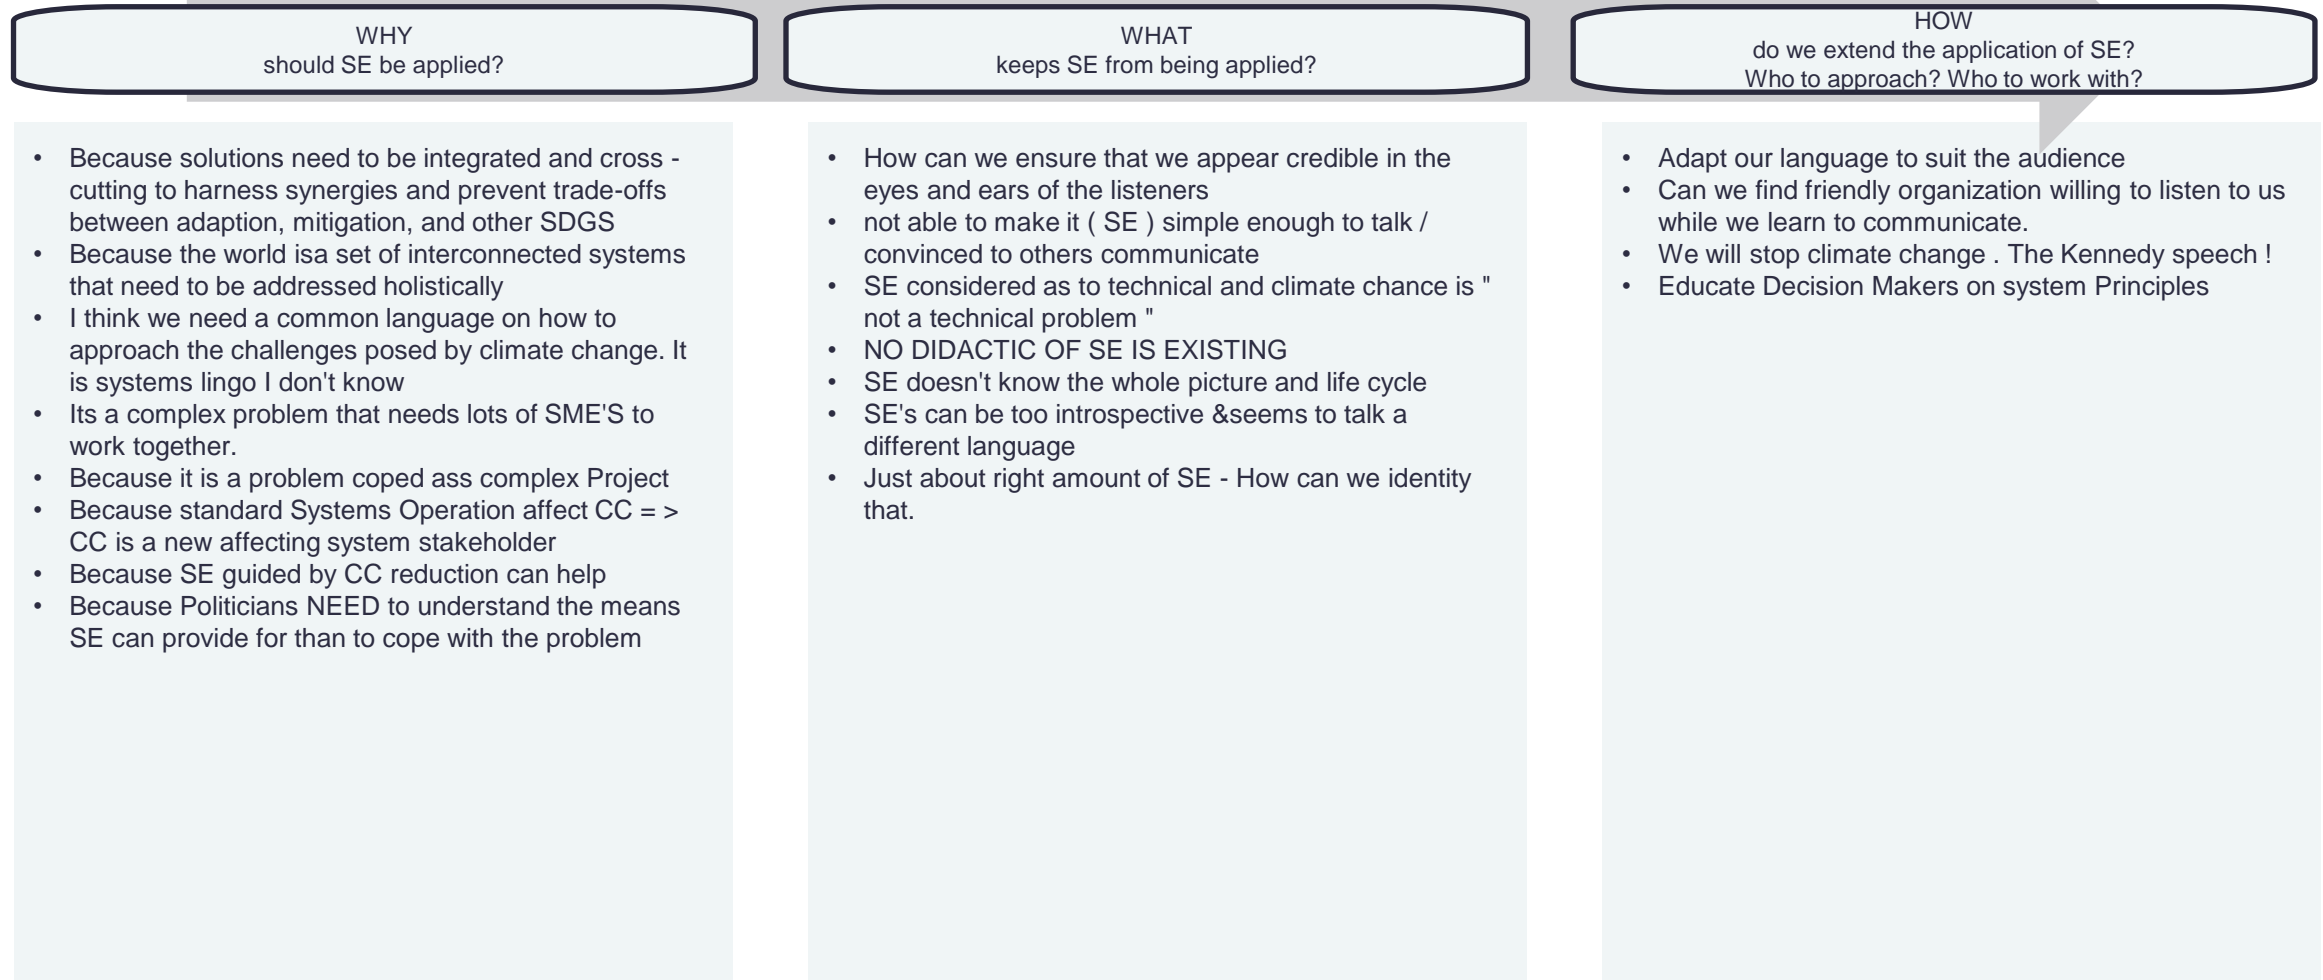 WHY
should SE be applied?
WHAT
keeps SE from being applied?
HOW
do we extend the application of SE?
Who to approach? Who to work with?
• Because solutions need to be integrated and cross -
cutting to harness synergies and prevent trade-offs
between adaption, mitigation, and other SDGS
• Because the world isa set of interconnected systems
that need to be addressed holistically
• I think we need a common language on how to
approach the challenges posed by climate change. It
is systems lingo I don't know
• Its a complex problem that needs lots of SME'S to
work together.
• Because it is a problem coped ass complex Project
• Because standard Systems Operation affect CC = >
CC is a new affecting system stakeholder
• Because SE guided by CC reduction can help
• Because Politicians NEED to understand the means
SE can provide for than to cope with the problem
• How can we ensure that we appear credible in the
eyes and ears of the listeners
• not able to make it ( SE ) simple enough to talk /
convinced to others communicate
• SE considered as to technical and climate chance is "
not a technical problem "
• NO DIDACTIC OF SE IS EXISTING
• SE doesn't know the whole picture and life cycle
• SE's can be too introspective &seems to talk a
different language
• Just about right amount of SE - How can we identity
that.
• Adapt our language to suit the audience
• Can we find friendly organization willing to listen to us
while we learn to communicate.
• We will stop climate change . The Kennedy speech !
• Educate Decision Makers on system Principles